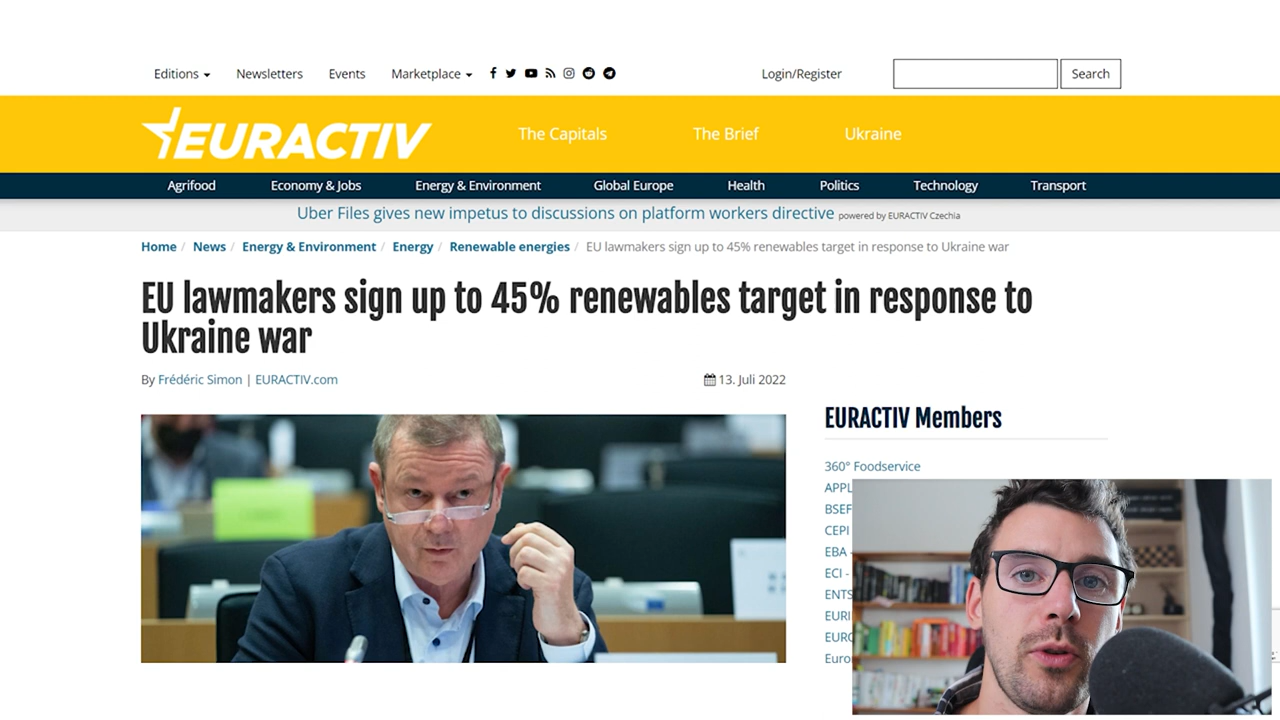 Editions
Newsletters
Events
Marketplace
Login/Register
Search
EURACTIV
The Capitals
The Brief
Ukraine
Agrifood
Economy & Jobs
Energy & Environment
Global Europe
Health
Politics
Technology
Transport
Uber Files gives new impetus to discussions on platform workers directive powered by EURACTIV Czechia
Home / News / Energy & Environment / Energy / Renewable energies / EU lawmakers sign up to 45% renewables target in response to Ukraine war
EU lawmakers sign up to 45% renewables target in response to
Ukraine war
By Frédéric Simon | EURACTIV.com
13. Juli 2022
EURACTIV Members
360° Foodservice
APPL
BSEF
CEPI
EBA -
ECI -
ENTS
EURI
EURC
Euro